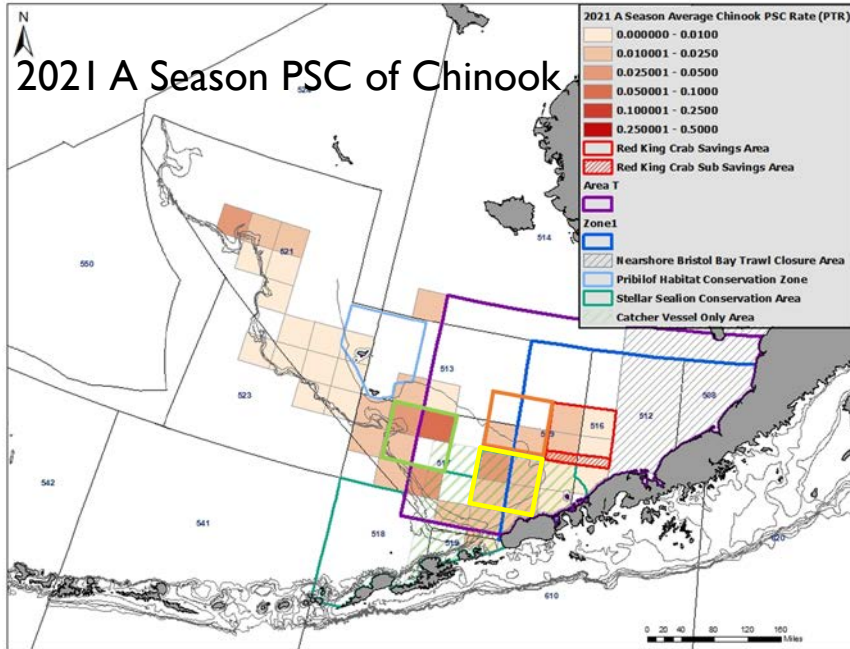 N
2021 A Season PSC of Chinook
2021 A Season Average Chinook PSC Rate (PTR)
0.000000 - 0.0100
0.010001 - 0.0250
0.025001 - 0.0500
0.050001 - 0.1000
0.100001 - 0.2500
0.250001 - 0.5000
Red King Crab Savings Area
Red King Crab Sub Savings Area
Area T
Zone1
Nearshore Bristol Bay Trawl Closure Area
Pribilof Habitat Conservation Zone
Stellar Sealion Conservation Area
Catcher Vessel Only Area
514
521
550
513
508
512
516
523
542
541
518
519
610
620
0 20 40 80 120 160
Miles